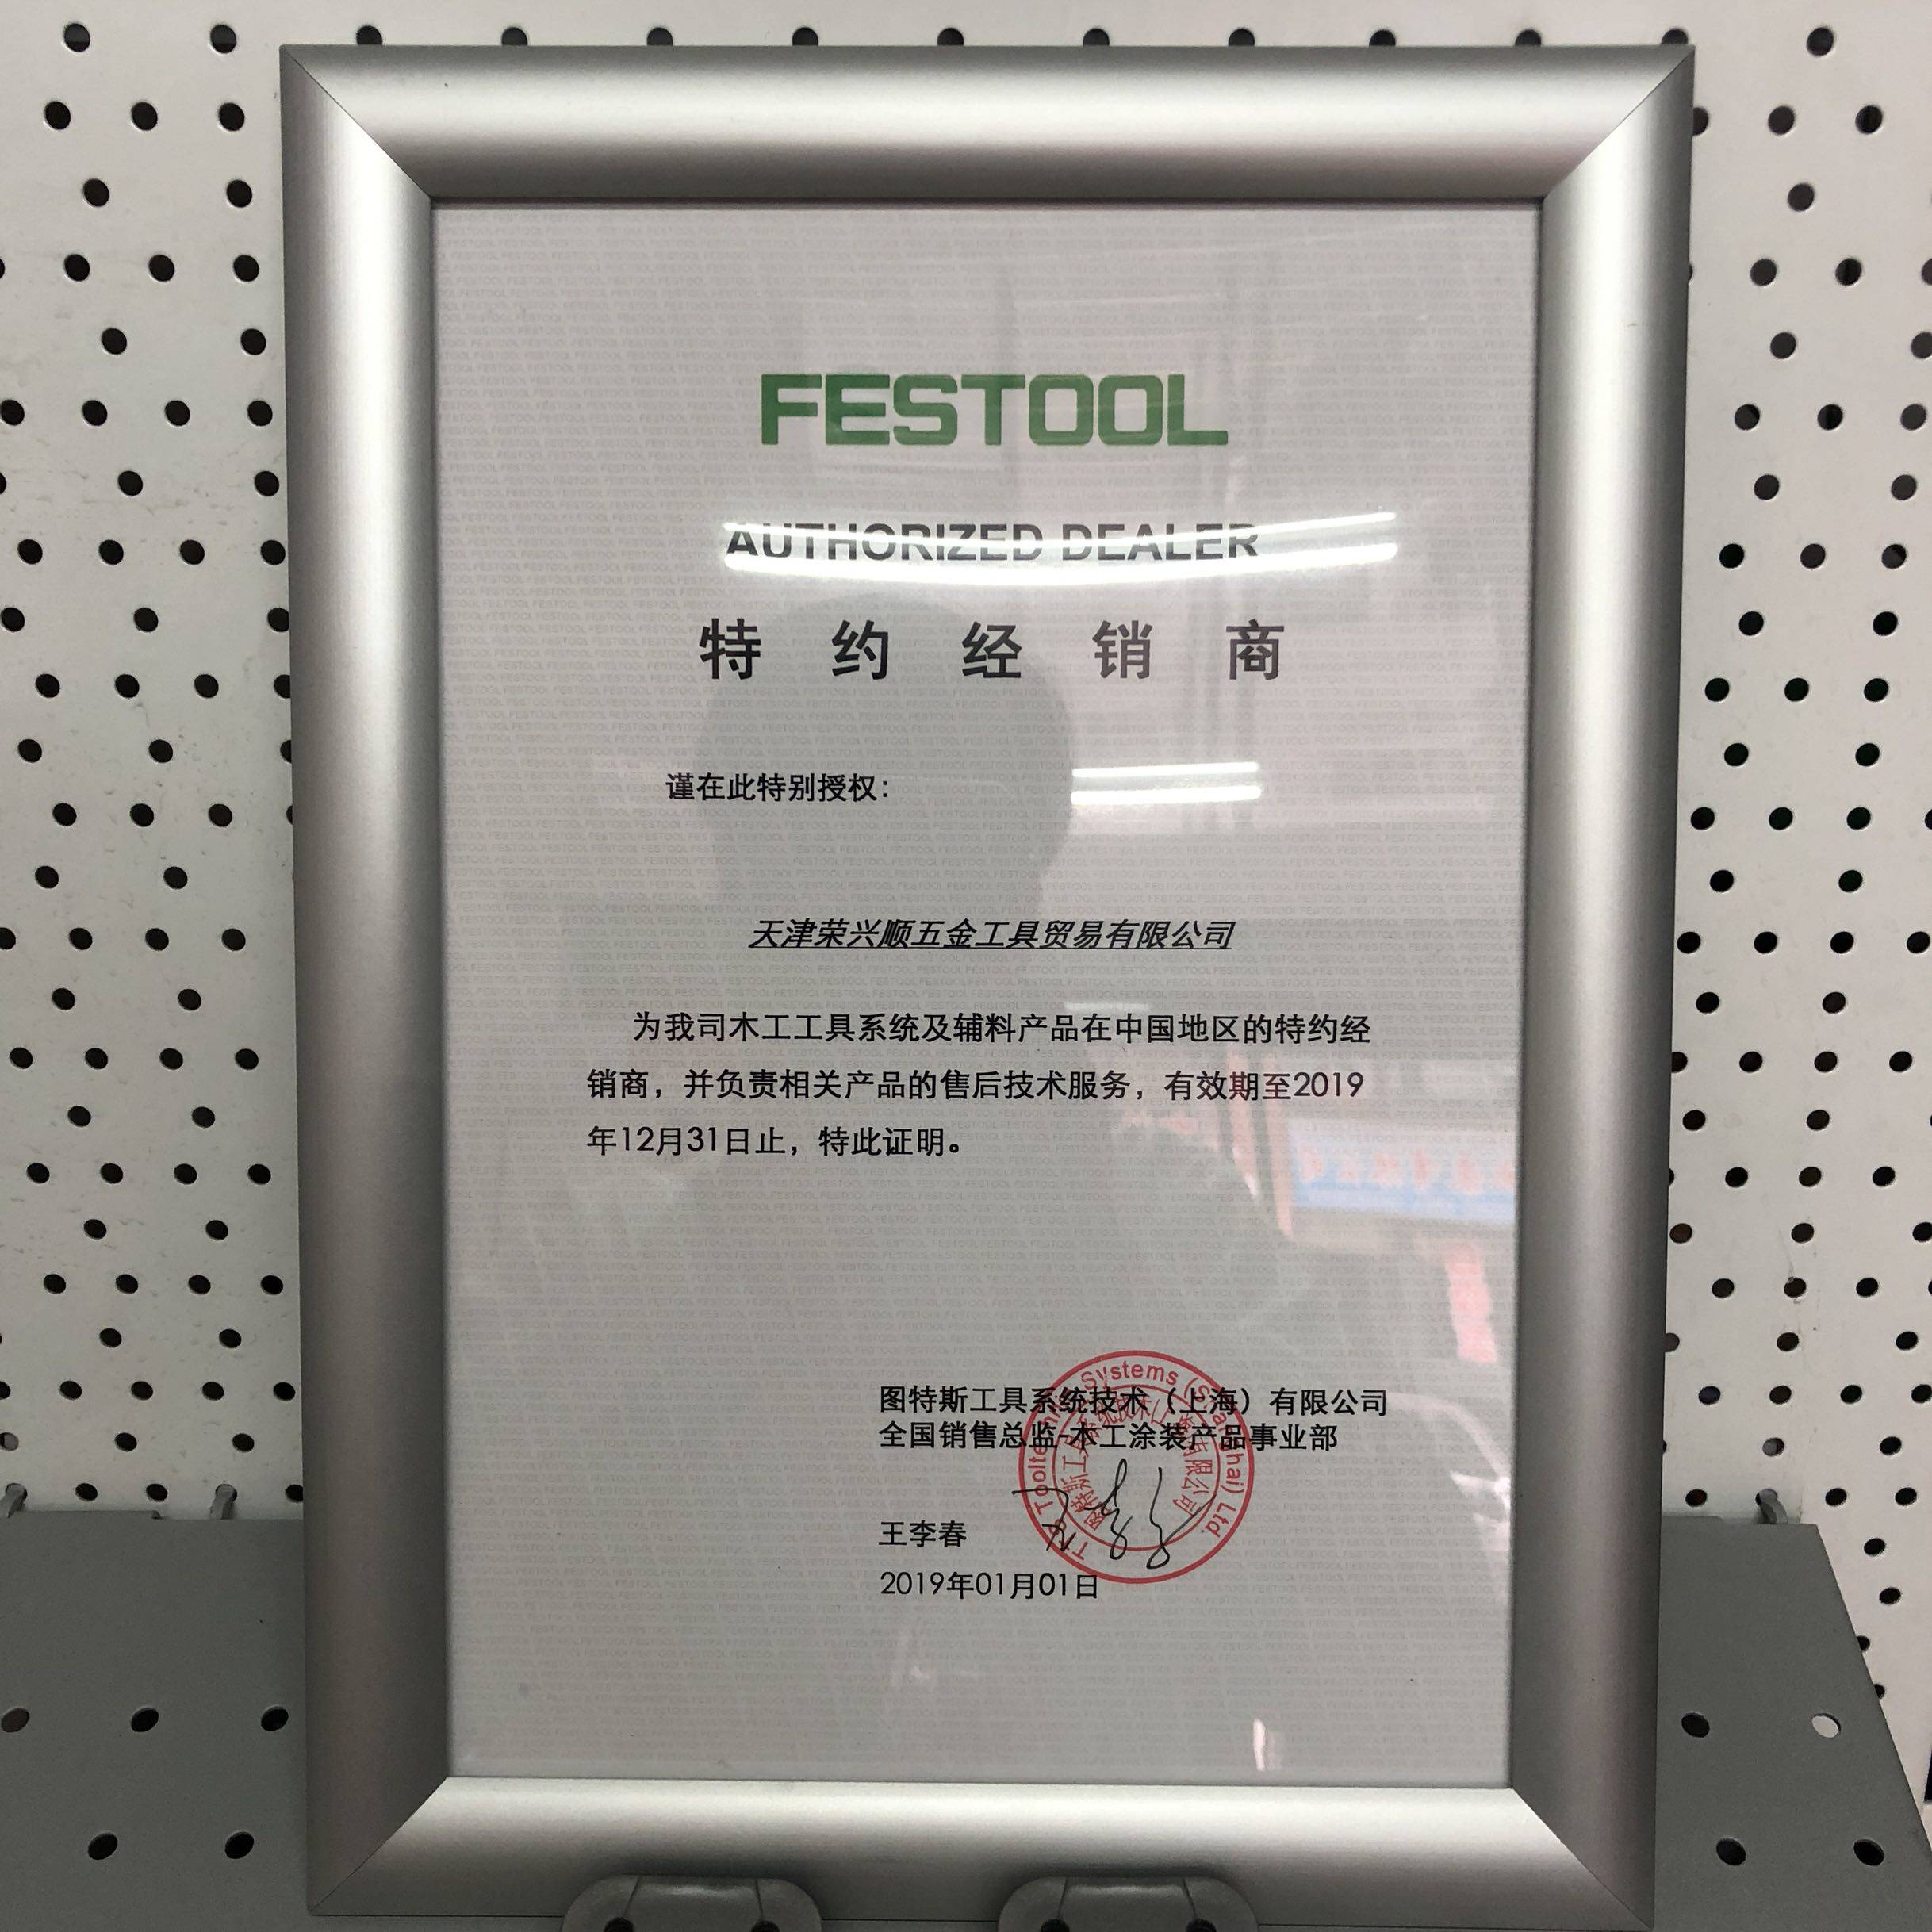 FESTOOL
AUTHORIZED DEALER
特约经销商
谨在此特别授权：
天津荣兴顺五金工具贸易有限公司
为我司木工工具系统及辅料产品在中国地区的特约经
销商，并负责相关产品的售后技术服务，有效期至2019
年12月31日止，特此证明。
图特斯工具系统技术（上海）有限公司
全国销售总监-木工涂装产品事业部
王李春
2019年01月01日
Systems (Shanghai) Ltd.